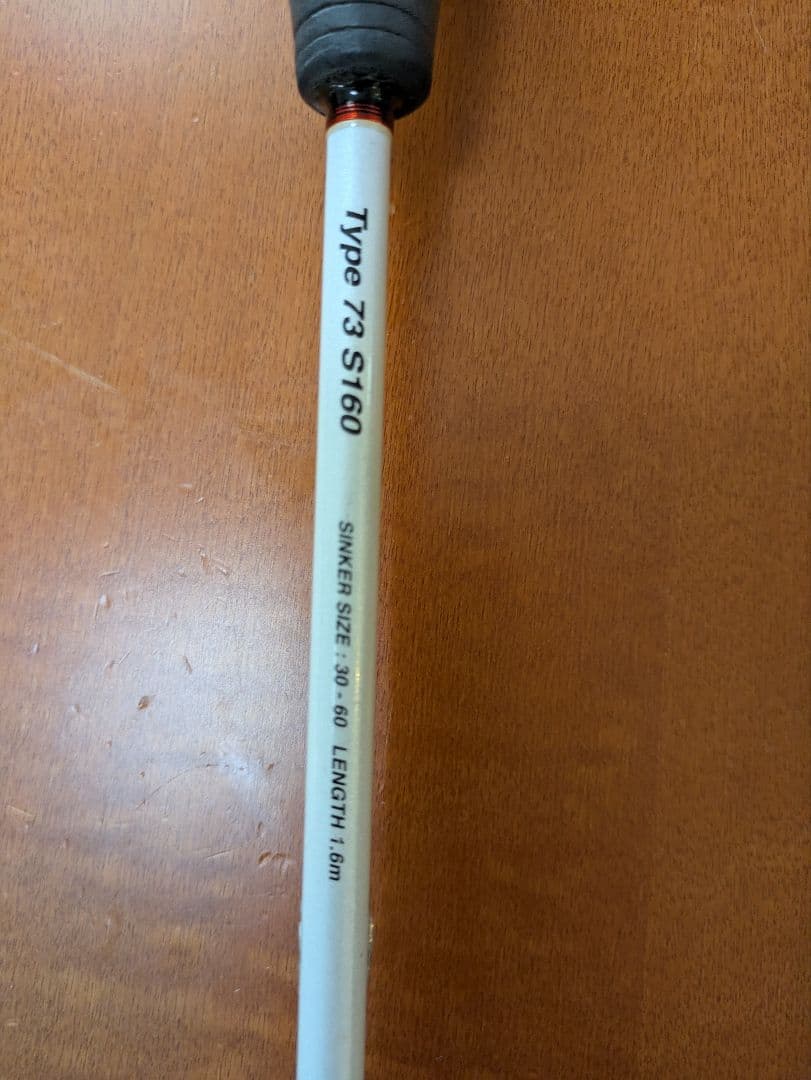 Type 73 S160
SINKER SIZE : 30 - 60 LENGTH 1.6m